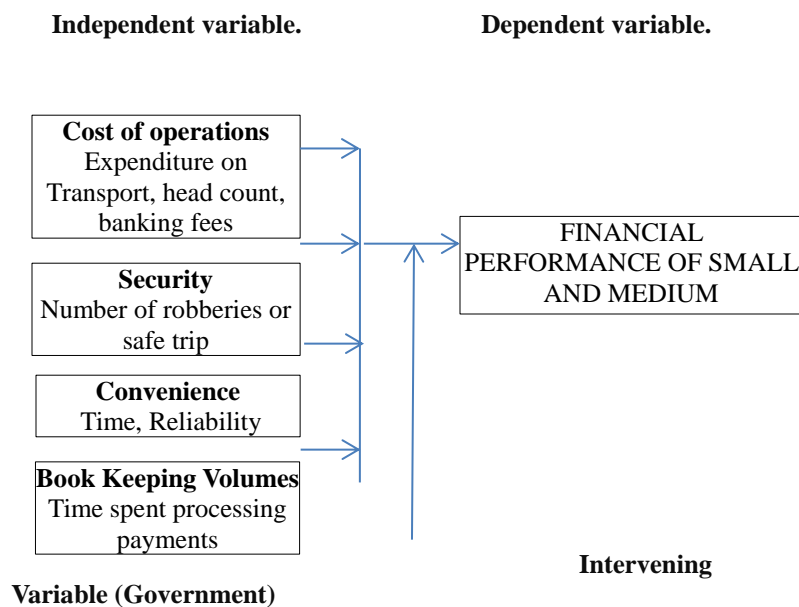 Independent variable.
Dependent variable.
Cost of operations
Expenditure on
Transport, head count,
banking fees
Security
Number of robberies or
safe trip
Convenience
Time, Reliability
Book Keeping Volumes
Time spent processing
payments
FINANCIAL
PERFORMANCE OF SMALL
AND MEDIUM
Intervening
Variable (Government)